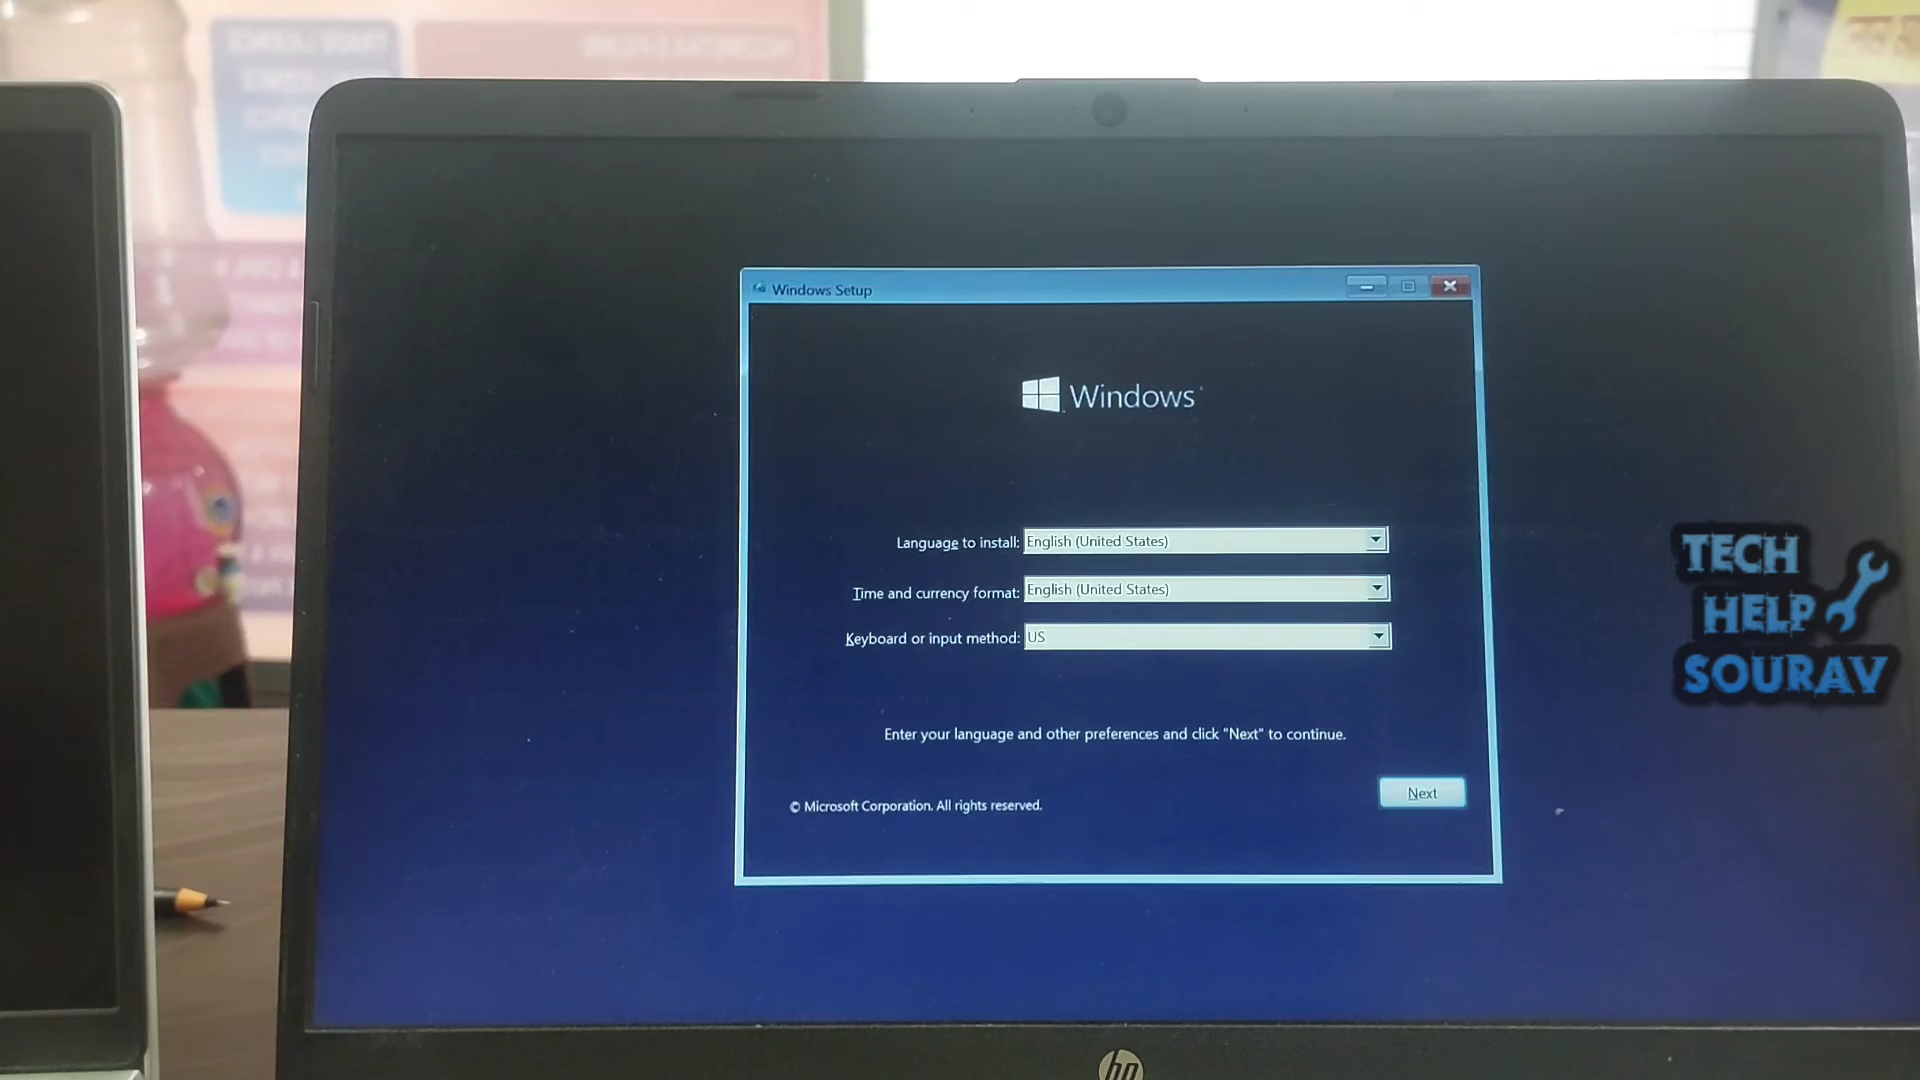 Windows Setup
Windows
Language to install: English (United States)
Time and currency format: English (United States)
Keyboard or input method: US
Enter your language and other preferences and click "Next" to continue.
Next
© Microsoft Corporation. All rights reserved.
TECH
HELP
SOURAV
hp